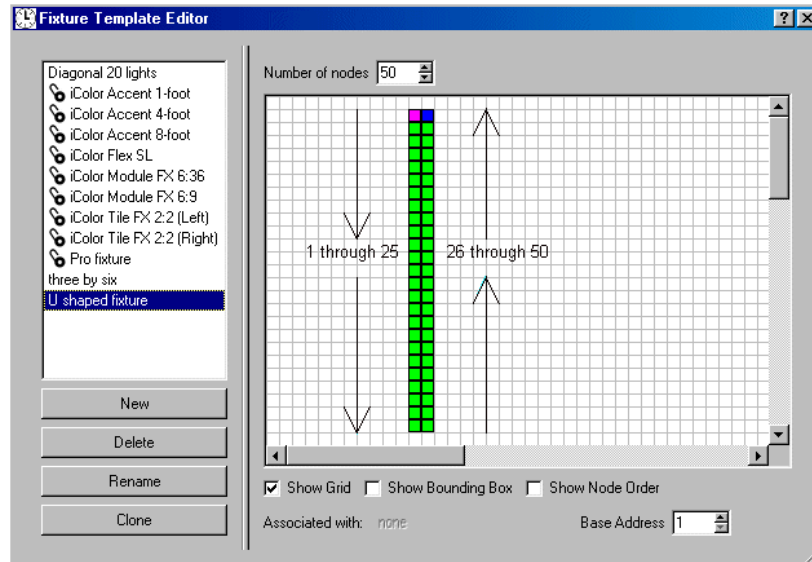 Fixture Template Editor
Diagonal 20 lights
iColor Accent 1-foot
iColor Accent 4-foot
iColor Accent 8-foot
iColor Flex SL
iColor Module FX 6:36
iColor Module FX 6:9
iColor Tile FX 2:2 (Left)
iColor Tile FX 2:2 (Right)
Pro fixture
three by six
U shaped fixture
New
Delete
Rename
Clone
Number of nodes 50
1 through 25
26 through 50
Show Grid Show Bounding Box Show Node Order
Associated with: none
Base Address 1